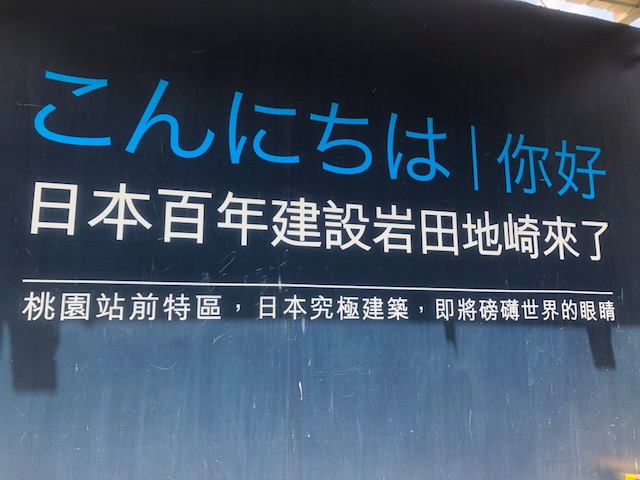 こんにちは｜你好
日本百年建設岩田地崎來了
桃園站前特區，日本究極建築，即將磅礡世界的眼睛